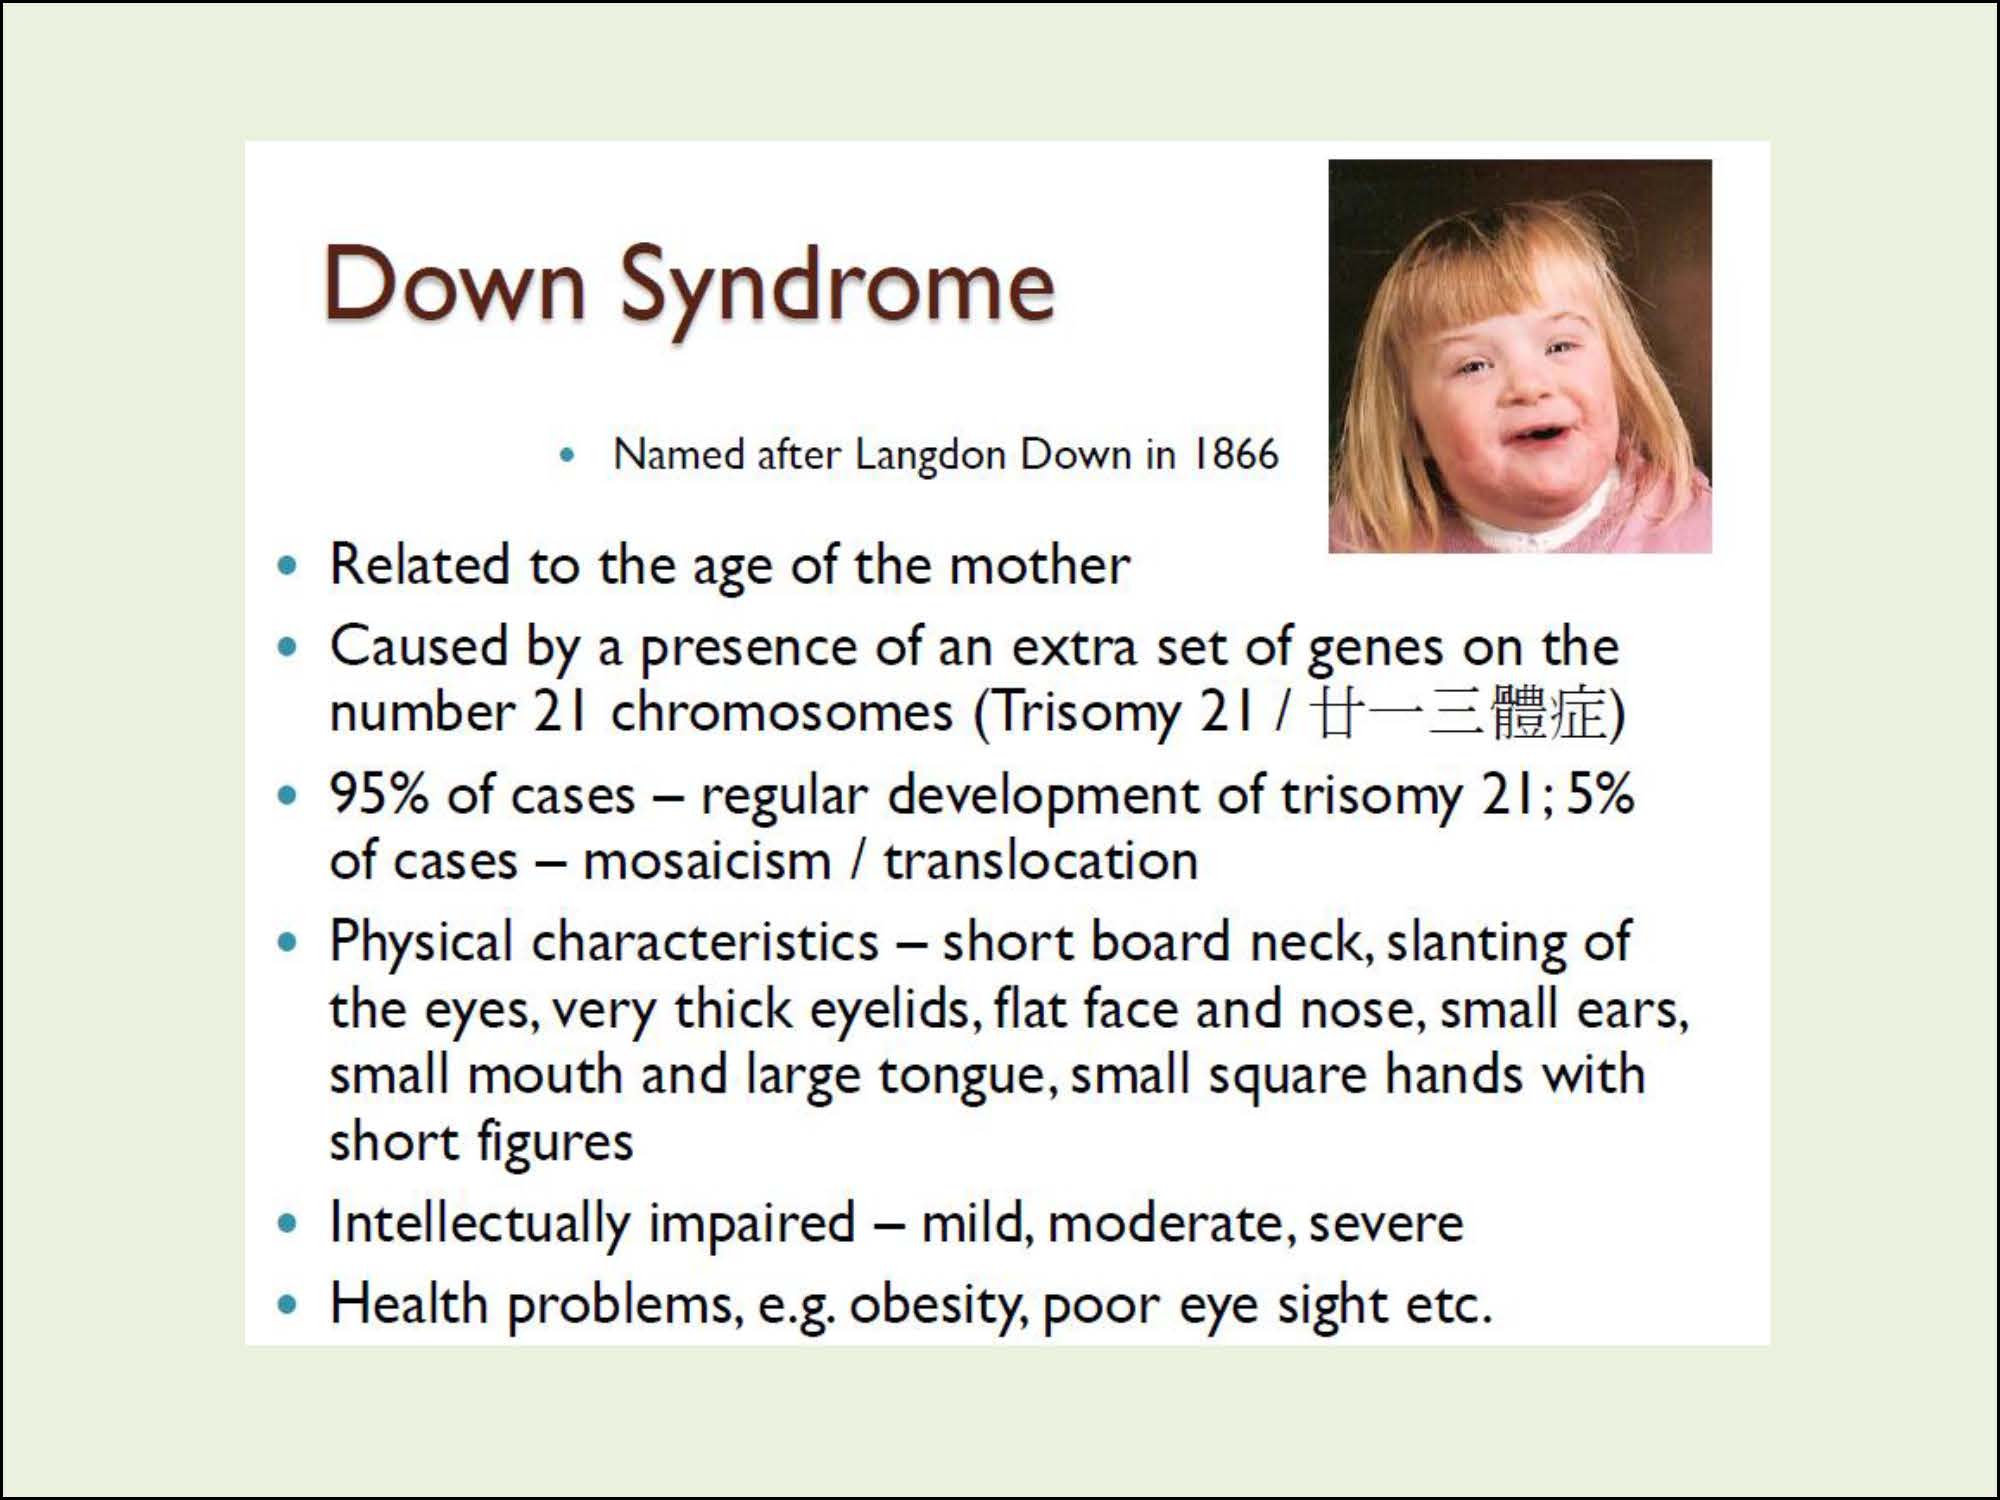 Down Syndrome
• Named after Langdon Down in 1866
• Related to the age of the mother
• Caused by a presence of an extra set of genes on the
number 21 chromosomes (Trisomy 21 / 廿一三體症)
• 95% of cases – regular development of trisomy 21; 5%
of cases – mosaicism / translocation
• Physical characteristics – short board neck, slanting of
the eyes, very thick eyelids, flat face and nose, small ears,
small mouth and large tongue, small square hands with
short figures
• Intellectually impaired – mild, moderate, severe
• Health problems, e.g. obesity, poor eye sight etc.